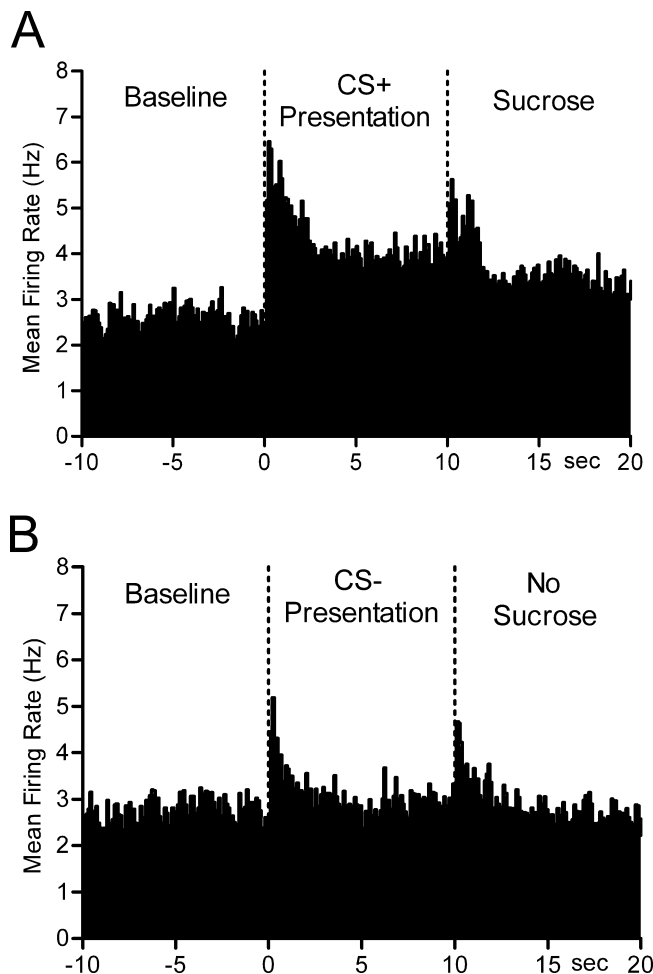 A
Mean Firing Rate (Hz)
8
7
6
5
4
3
2
1
0
Baseline
CS+
Presentation
Sucrose
-10 -5 0 5 10 15 sec 20
B
Mean Firing Rate (Hz)
8
7
6
5
4
3
2
1
0
Baseline
CS-
Presentation
No
Sucrose
-10 -5 0 5 10 15 sec 20